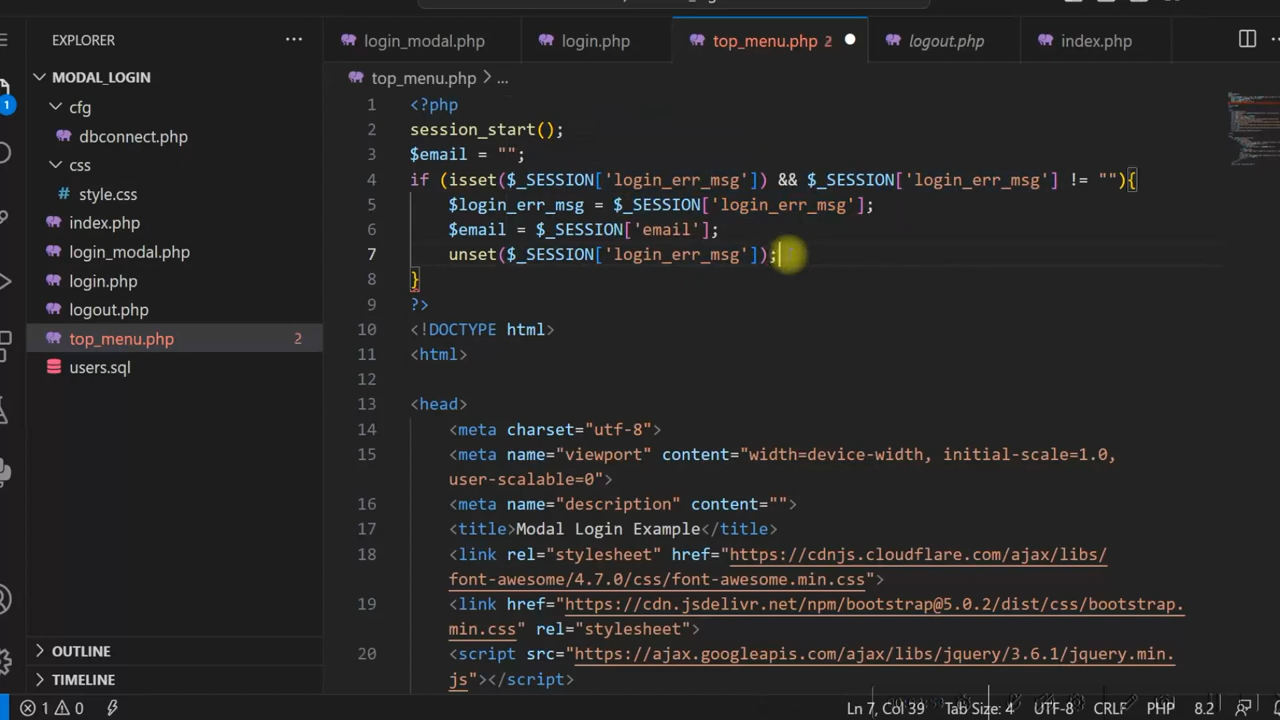 EXPLORER
MODAL_LOGIN
cfg
dbconnect.php
css
style.css
index.php
login_modal.php
login.php
logout.php
top_menu.php 2
users.sql
OUTLINE
TIMELINE
1
login_modal.php login.php top_menu.php 2 logout.php index.php
top_menu.php > ...
1 <?php
2 session_start();
3 $email = "";
4 if (isset($_SESSION['login_err_msg']) && $_SESSION['login_err_msg'] != ""){
5 $login_err_msg = $_SESSION['login_err_msg'];
6 $email = $_SESSION['email'];
7 unset($_SESSION['login_err_msg']);
8 }
9 ?>
10 <!DOCTYPE html>
11 <html>
12
13 <head>
14 <meta charset="utf-8">
15 <meta name="viewport" content="width=device-width, initial-scale=1.0,
user-scalable=0">
16 <meta name="description" content="">
17 <title>Modal Login Example</title>
18 <link rel="stylesheet" href="https://cdnjs.cloudflare.com/ajax/libs/
font-awesome/4.7.0/css/font-awesome.min.css">
19 <link href="https://cdn.jsdelivr.net/npm/bootstrap@5.0.2/dist/css/bootstrap.
min.css" rel="stylesheet">
20 <script src="https://ajax.googleapis.com/ajax/libs/jquery/3.6.1/jquery.min.
js"></script>
1 0 Ln 7, Col 39 Tab Size: 4 UTF-8 CRLF PHP 8.2